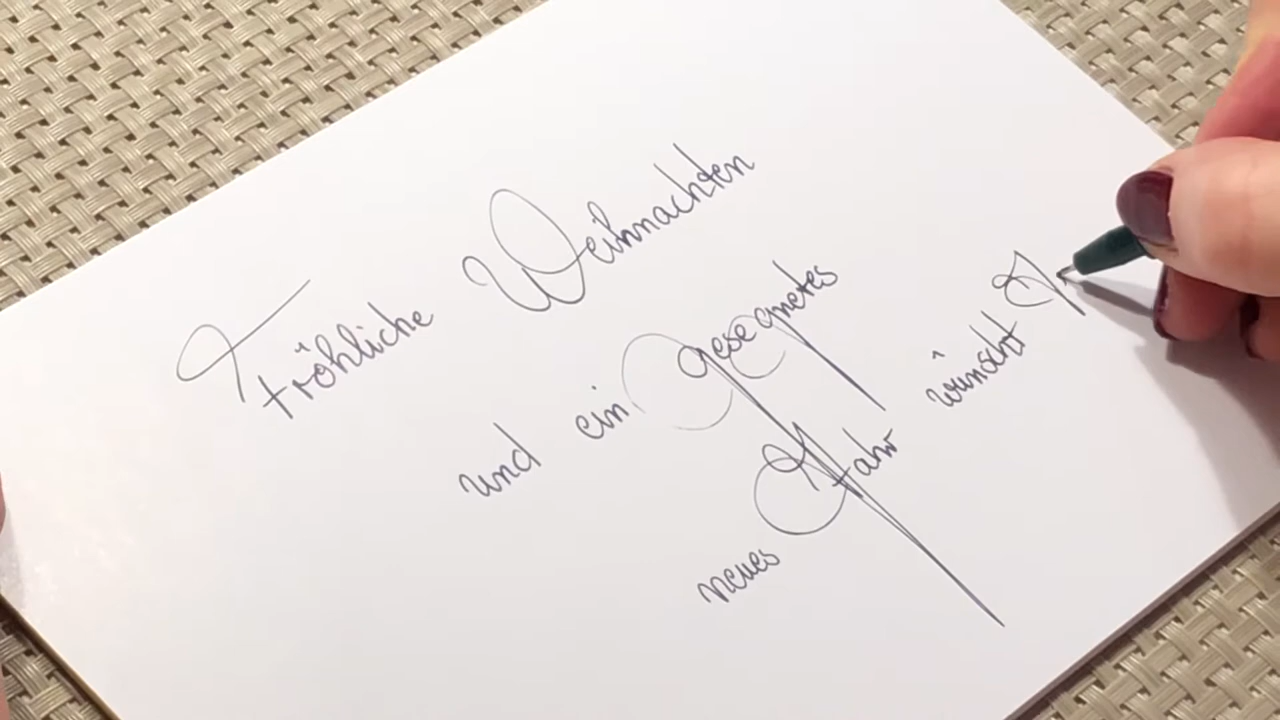 Fröhliche Weihnachten
und ein gesegnetes
neues Jahr wünscht